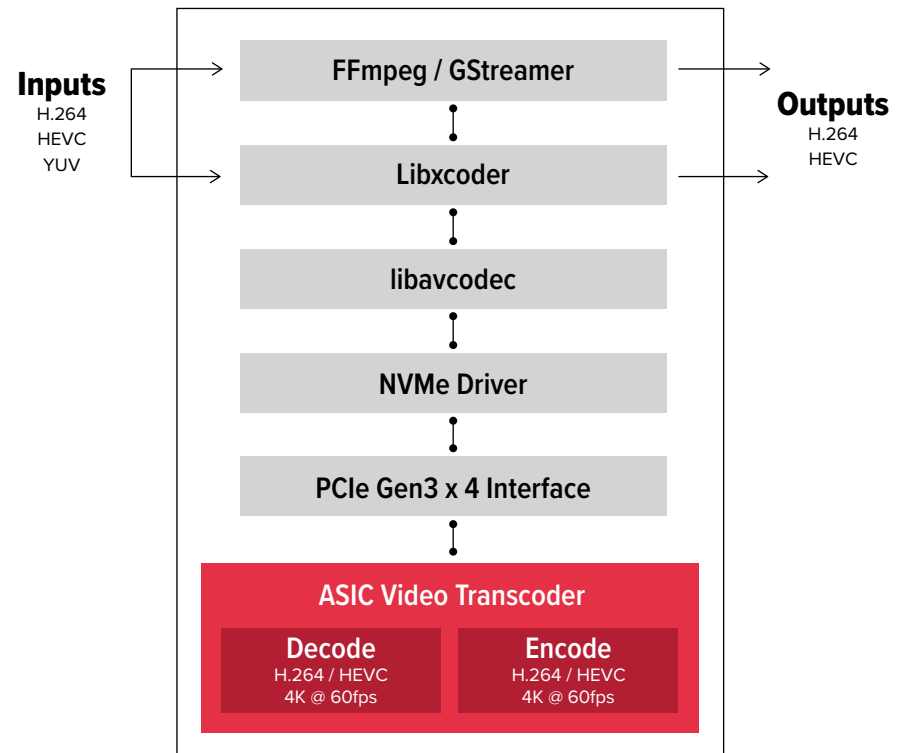 Inputs
H.264
HEVC
YUV
FFmpeg / GStreamer
Libxcoder
libavcodec
NVMe Driver
PCIe Gen3 x 4 Interface
ASIC Video Transcoder
Decode
H.264 / HEVC
4K @ 60fps
Encode
H.264 / HEVC
4K @ 60fps
Outputs
H.264
HEVC